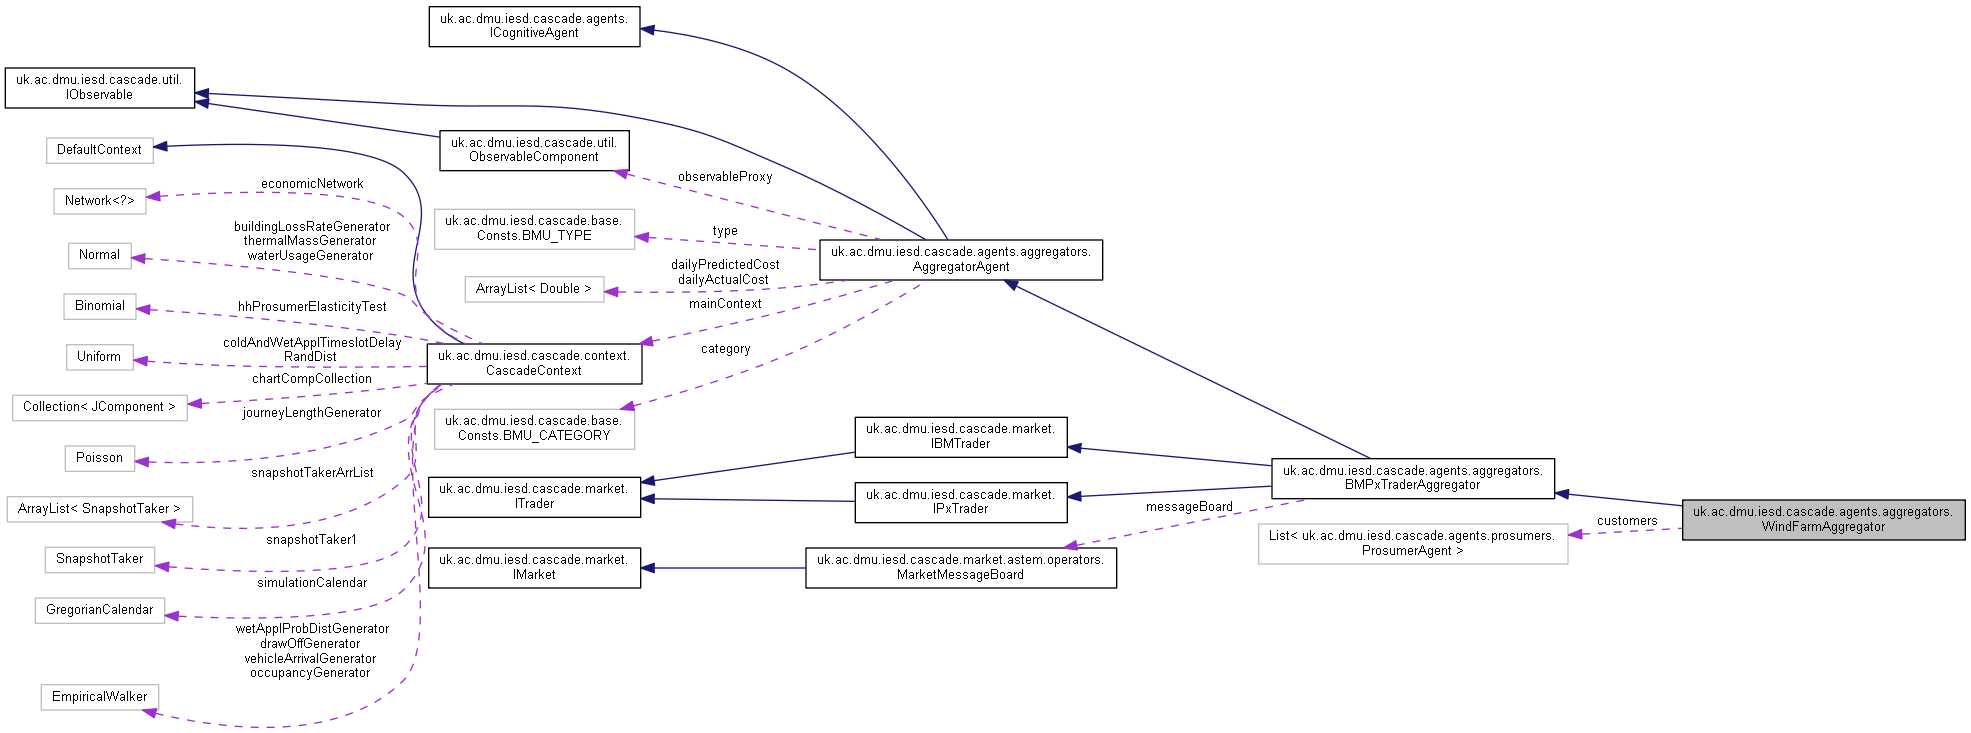 uk.ac.dmu.iesd.cascade.agents.
ICognitiveAgent
uk.ac.dmu.iesd.cascade.util.
IObservable
uk.ac.dmu.iesd.cascade.util.
ObservableComponent
DefaultContext
observableProxy
economicNetwork
Network<?>
uk.ac.dmu.iesd.cascade.base.
Consts.BMU_TYPE
type
buildingLossRateGenerator
thermalMassGenerator
waterUsageGenerator
Normal
uk.ac.dmu.iesd.cascade.agents.aggregators.
AggregatorAgent
dailyPredictedCost
dailyActualCost
ArrayList< Double >
mainContext
Binomial
hhProsumerElasticityTest
coldAndWetApplTimeslotDelay
RandDist
Uniform
category
uk.ac.dmu.iesd.cascade.context.
CascadeContext
chartCompCollection
Collection< JComponent >
journeyLengthGenerator
uk.ac.dmu.iesd.cascade.base.
Consts.BMU_CATEGORY
uk.ac.dmu.iesd.cascade.market.
IBMTrader
Poisson
snapshotTakerArrList
uk.ac.dmu.iesd.cascade.agents.aggregators.
BMPxTraderAggregator
uk.ac.dmu.iesd.cascade.market.
ITrader
uk.ac.dmu.iesd.cascade.market.
IPxTrader
ArrayList< SnapshotTaker >
messageBoard
uk.ac.dmu.iesd.cascade.agents.aggregators.
WindFarmAggregator
customers
List< uk.ac.dmu.iesd.cascade.agents.prosumers.
ProsumerAgent >
snapshotTaker1
SnapshotTaker
uk.ac.dmu.iesd.cascade.market.
IMarket
uk.ac.dmu.iesd.cascade.market.astem.operators.
MarketMessageBoard
simulationCalendar
GregorianCalendar
wetApplProbDistGenerator
drawOffGenerator
vehicleArrivalGenerator
occupancyGenerator
EmpiricalWalker